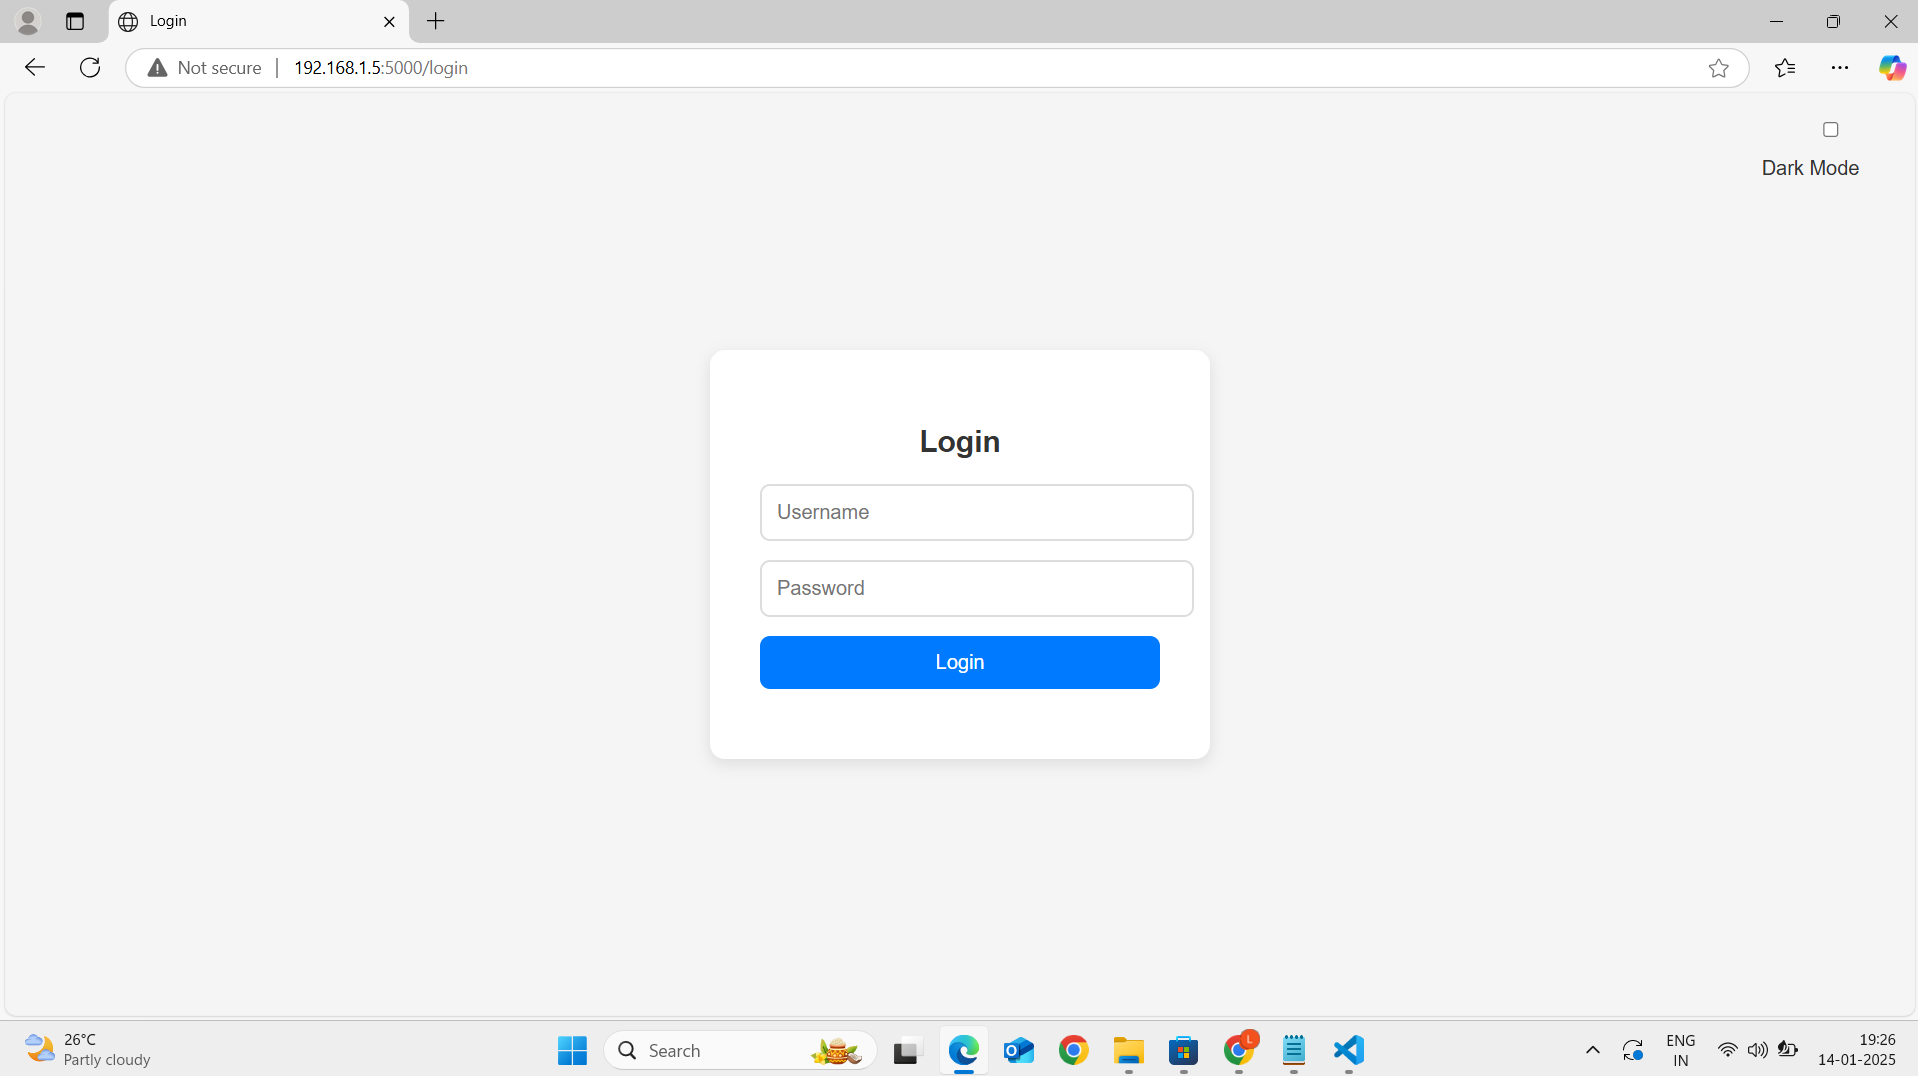 Login
Not secure
192.168.1.5:5000/login
Dark Mode
Login
Username
Password
Login
26°C
Partly cloudy
Search
L
ENG
IN
19:26
14-01-2025